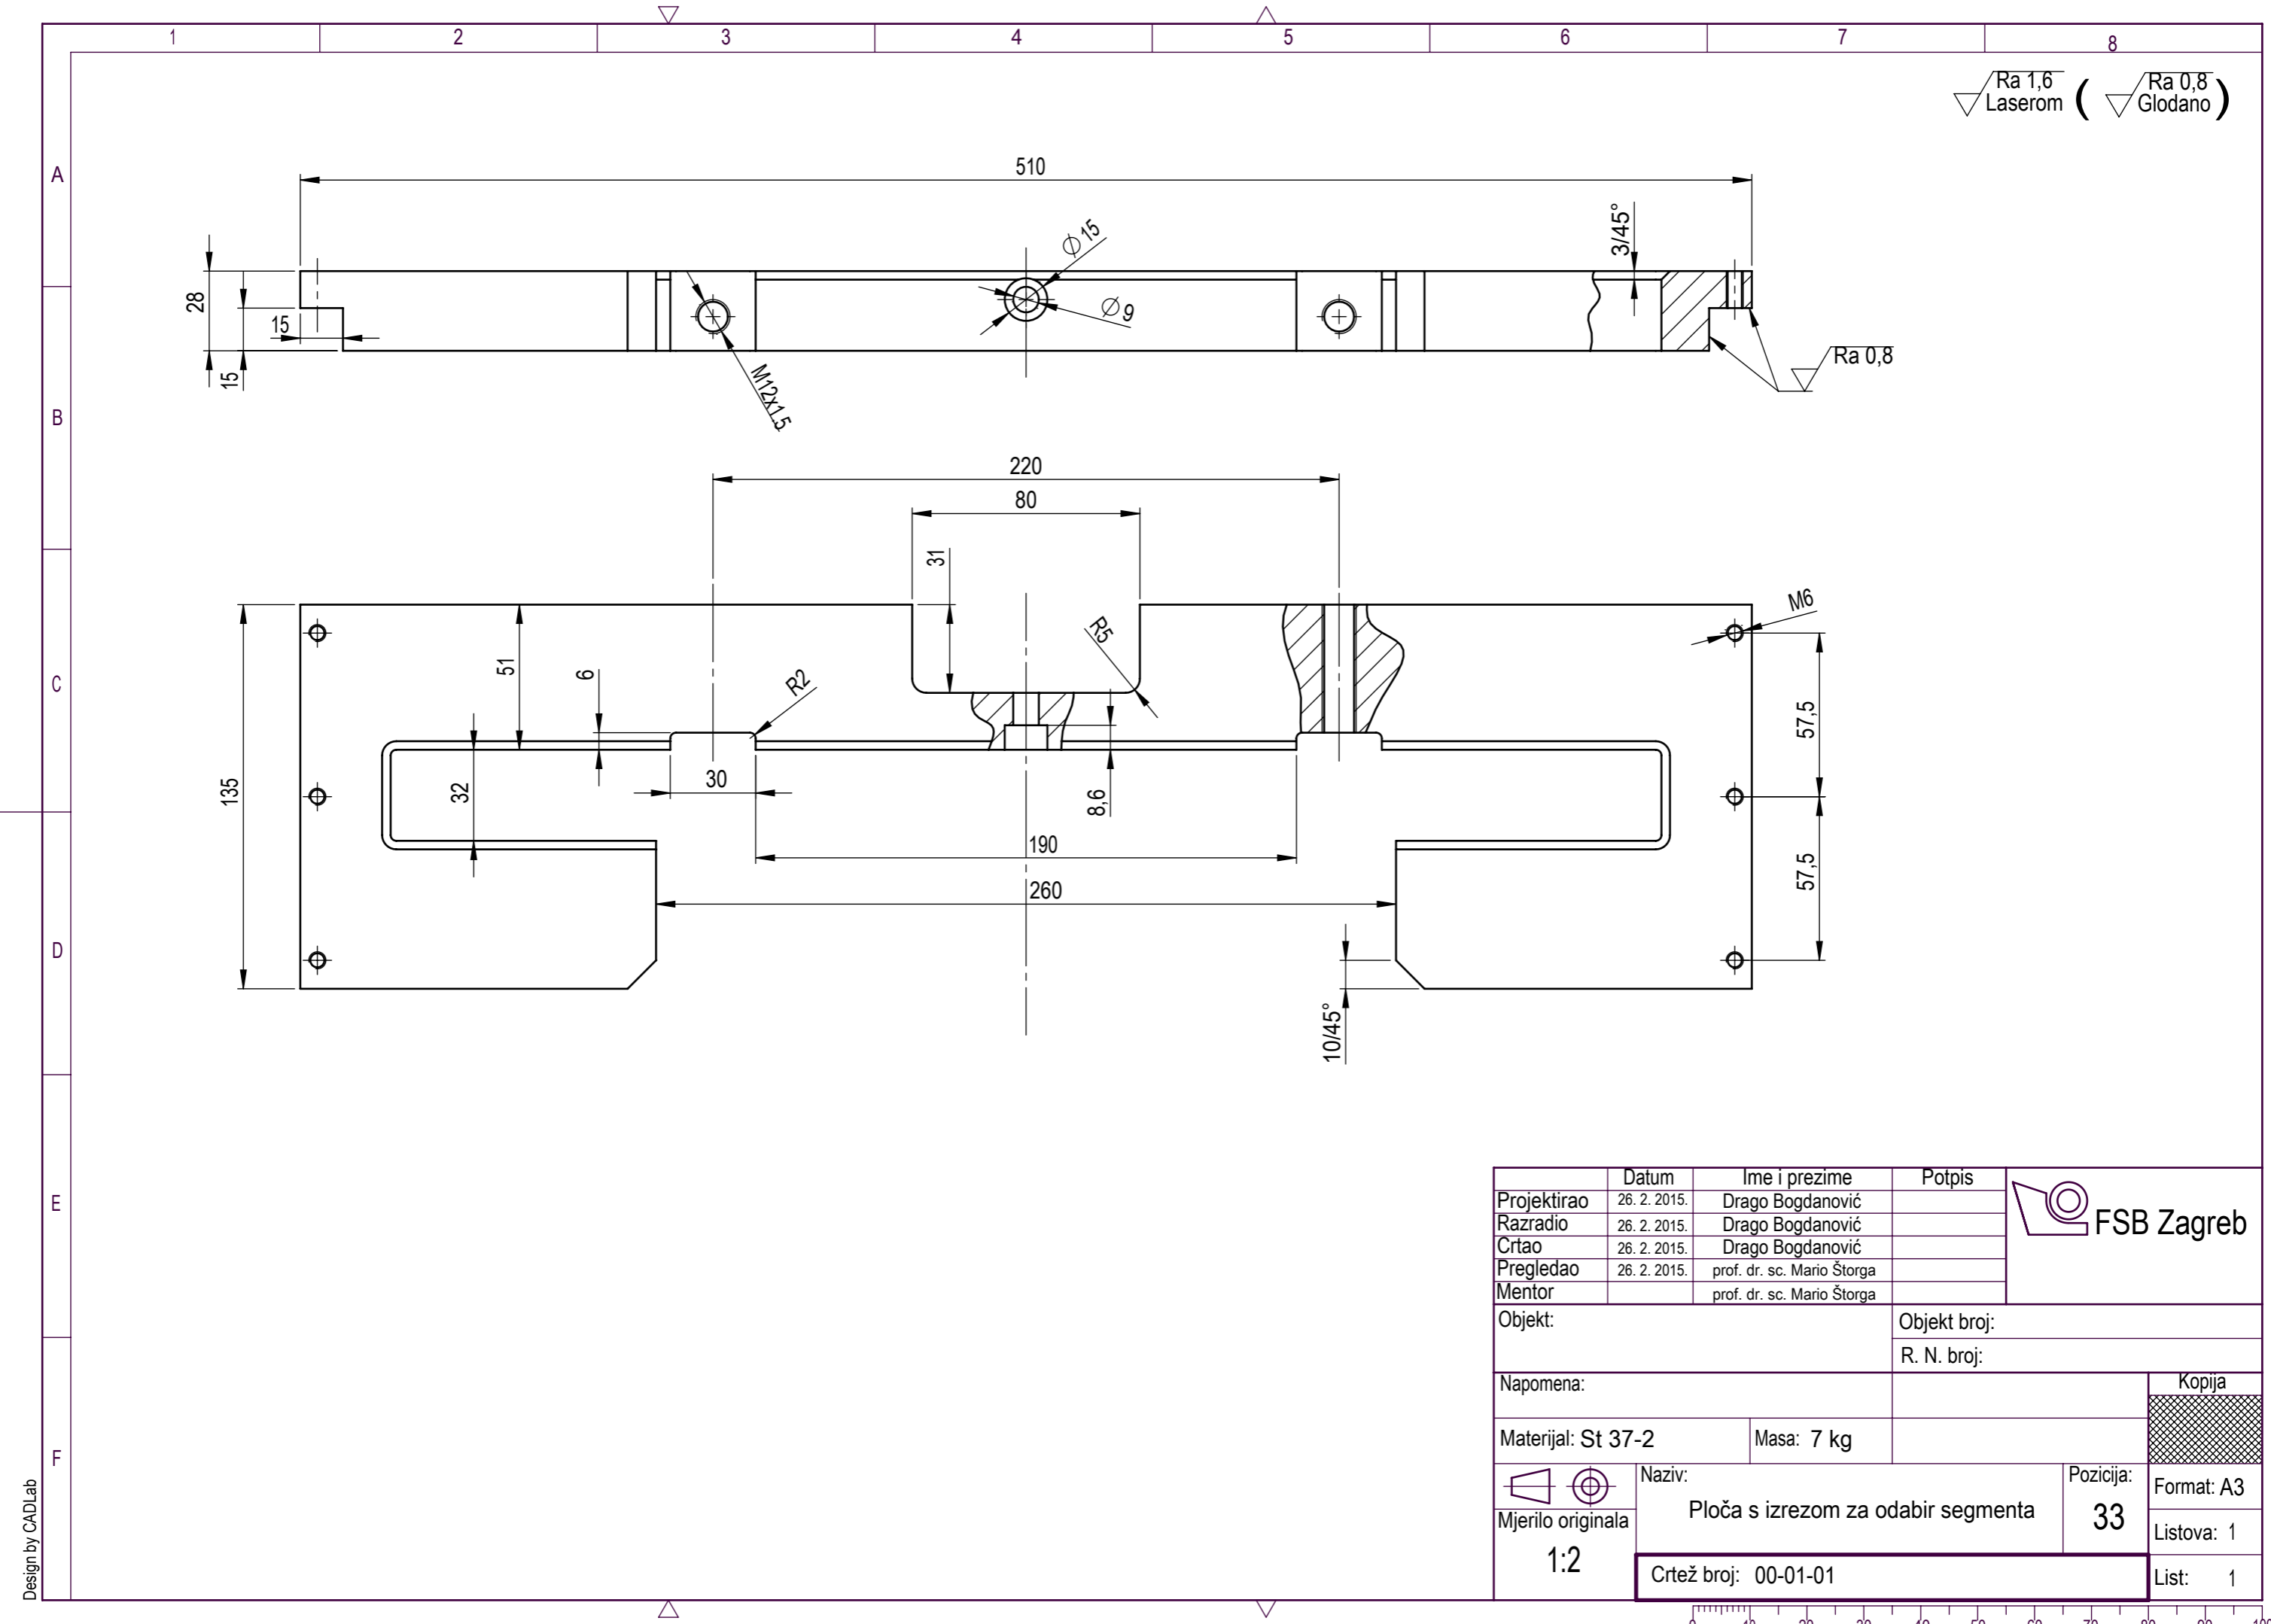 1 2 3 4 5 6 7 8
Ra 1,6
Laserom
( Ra 0,8
Glodano )
A
B
C
D
E
F
510
3/45°
Ø 15
Ø 9
28
15
15
M12x1.5
Ra 0,8
220
80
31
R5
M6
51
6
R2
57,5
135
32
30
8,6
190
57,5
260
10/45°
Datum Ime i prezime Potpis
Projektirao 26. 2. 2015. Drago Bogdanović
Razradio 26. 2. 2015. Drago Bogdanović
Crtao 26. 2. 2015. Drago Bogdanović
Pregledao 26. 2. 2015. prof. dr. sc. Mario Štorga
Mentor prof. dr. sc. Mario Štorga
FSB Zagreb
Objekt:
Objekt broj:
R. N. broj:
Napomena:
Kopija
Materijal: St 37-2 Masa: 7 kg
Naziv:
Ploča s izrezom za odabir segmenta
Pozicija:
33
Format: A3
Mjerilo originala
1:2
Listova: 1
Crtež broj: 00-01-01
List: 1
Design by CADLab